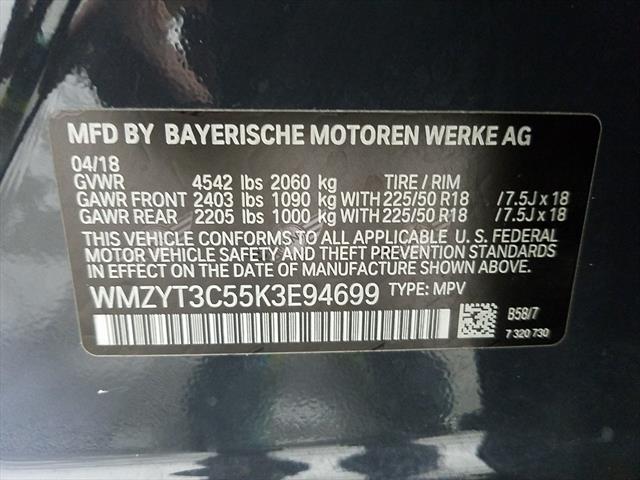 MFD BY BAYERISCHE MOTOREN WERKE AG
04/18
GVWR 4542 lbs 2060 kg TIRE / RIM
GAWR FRONT 2403 lbs 1090 kg WITH 225/50 R18 / 7.5J x 18
GAWR REAR 2205 lbs 1000 kg WITH 225/50 R18 / 7.5J x 18
THIS VEHICLE CONFORMS TO ALL APPLICABLE U. S. FEDERAL
MOTOR VEHICLE SAFETY AND THEFT PREVENTION
STANDARDS IN EFFECT ON THE DATE OF MANUFACTURE SHOWN ABOVE.
WMZYT3C55K3E94699 TYPE: MPV
B58/7
7 320 730